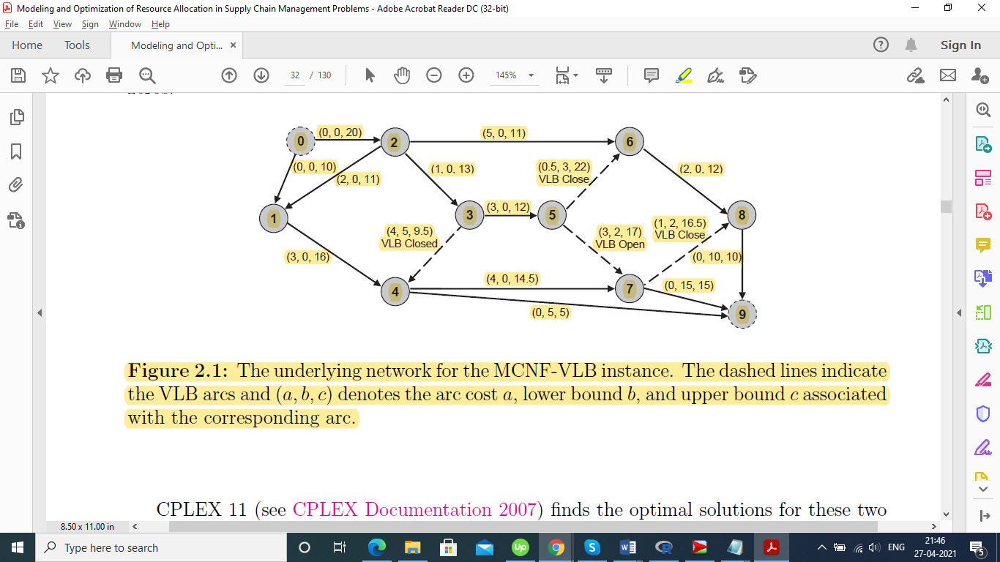 Modeling and Optimization of Resource Allocation in Supply Chain Management Problems - Adobe Acrobat Reader DC (32-bit)
File Edit View Sign Window Help
Home Tools Modeling and Opti... ×
Sign In
32 / 130
145%
0
(0, 0, 20)
2
(5, 0, 11)
6
(0, 0, 10)
(2, 0, 11)
(1, 0, 13)
(0.5, 3, 22)
VLB Close
(2, 0, 12)
1
3
(3, 0, 12)
5
8
(4, 5, 9.5)
VLB Closed
(3, 2, 17)
VLB Open
(1, 2, 16.5)
VLB Close
(3, 0, 16)
(0, 10, 10)
4
(4, 0, 14.5)
7
(0, 15, 15)
(0, 5, 5)
9
Figure 2.1: The underlying network for the MCNF-VLB instance. The dashed lines indicate
the VLB arcs and (a, b, c) denotes the arc cost a, lower bound b, and upper bound c associated
with the corresponding arc.
CPLEX 11 (see CPLEX Documentation 2007) finds the optimal solutions for these two
8.50 x 11.00 in
Type here to search
ENG
21:46
27-04-2021
5